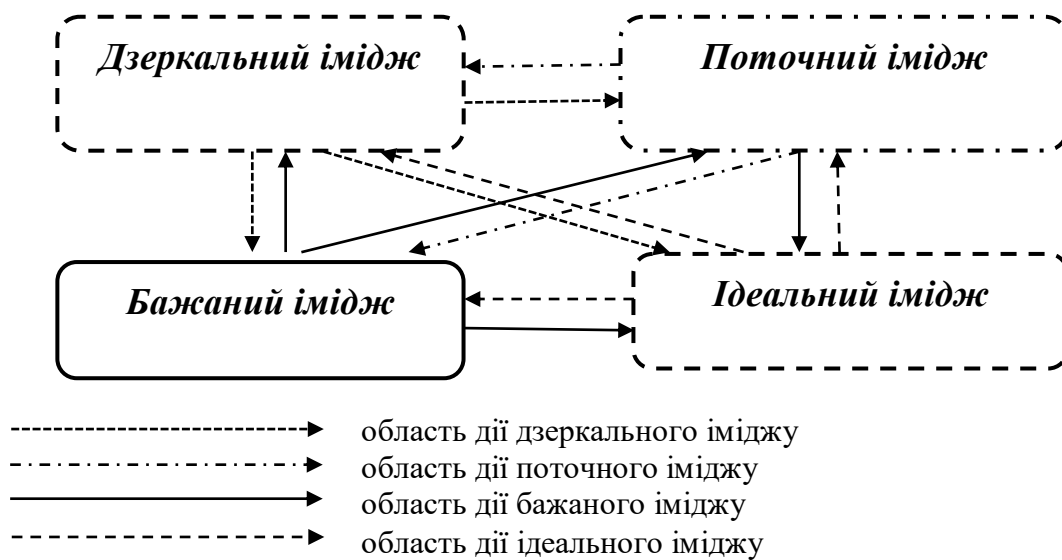 Дзеркальний імідж
Поточний імідж
Бажаний імідж
Ідеальний імідж
область дії дзеркального іміджу
область дії поточного іміджу
область дії бажаного іміджу
область дії ідеального іміджу